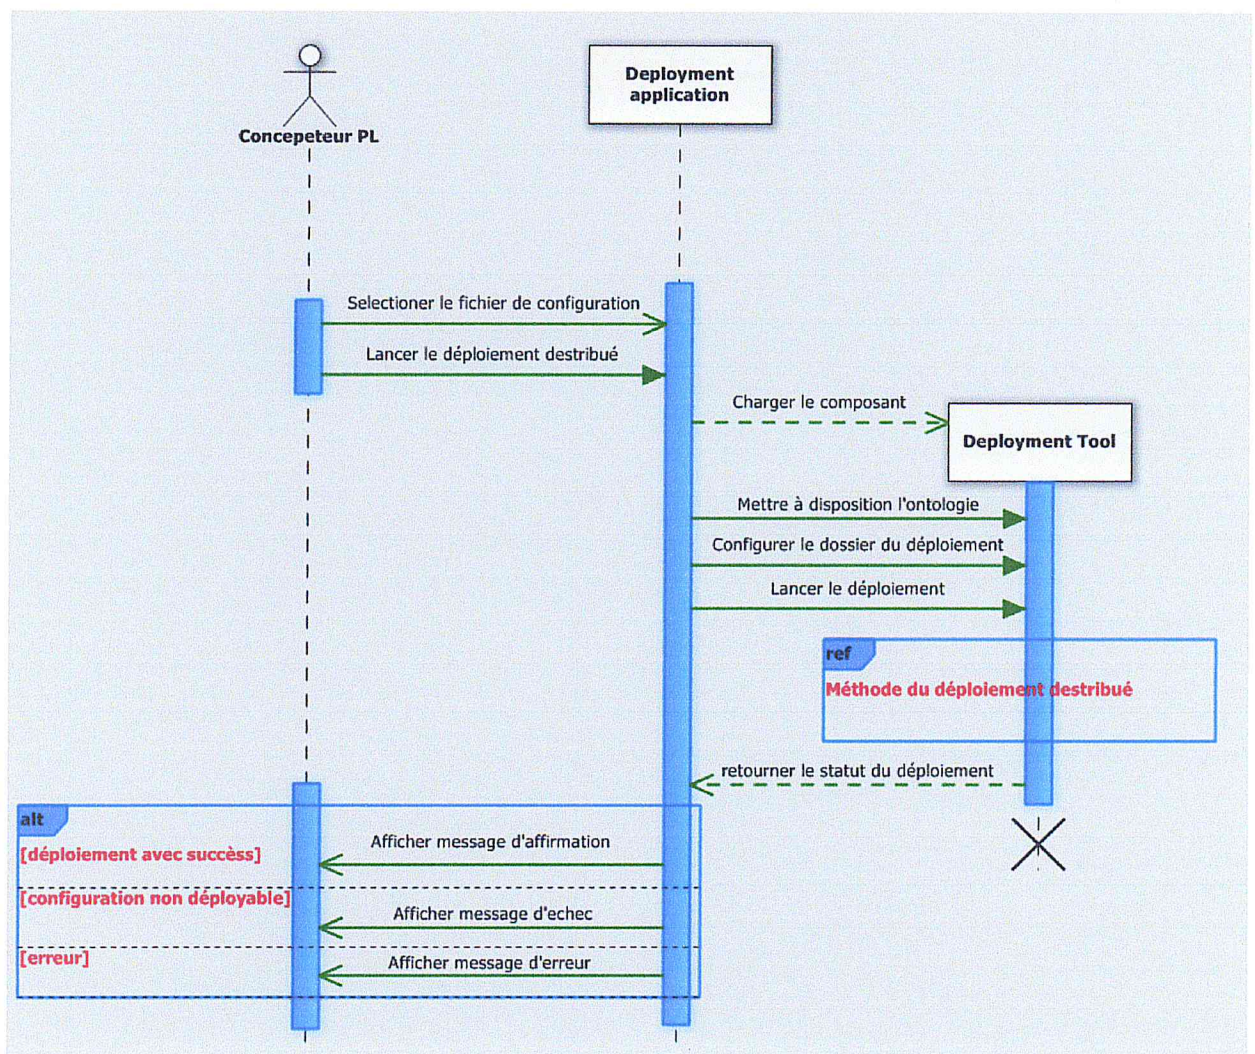 Concepeteur PL
Deployment
application
Selectioner le fichier de configuration
Lancer le déploiement destribué
Charger le composant
Deployment Tool
Mettre à disposition l'ontologie
Configurer le dossier du déploiement
Lancer le déploiement
ref
Méthode du déploiement destribué
retourner le statut du déploiement
alt
Afficher message d'affirmation
[déploiement avec succèss]
[configuration non déployable]
Afficher message d'echec
[erreur]
Afficher message d'erreur